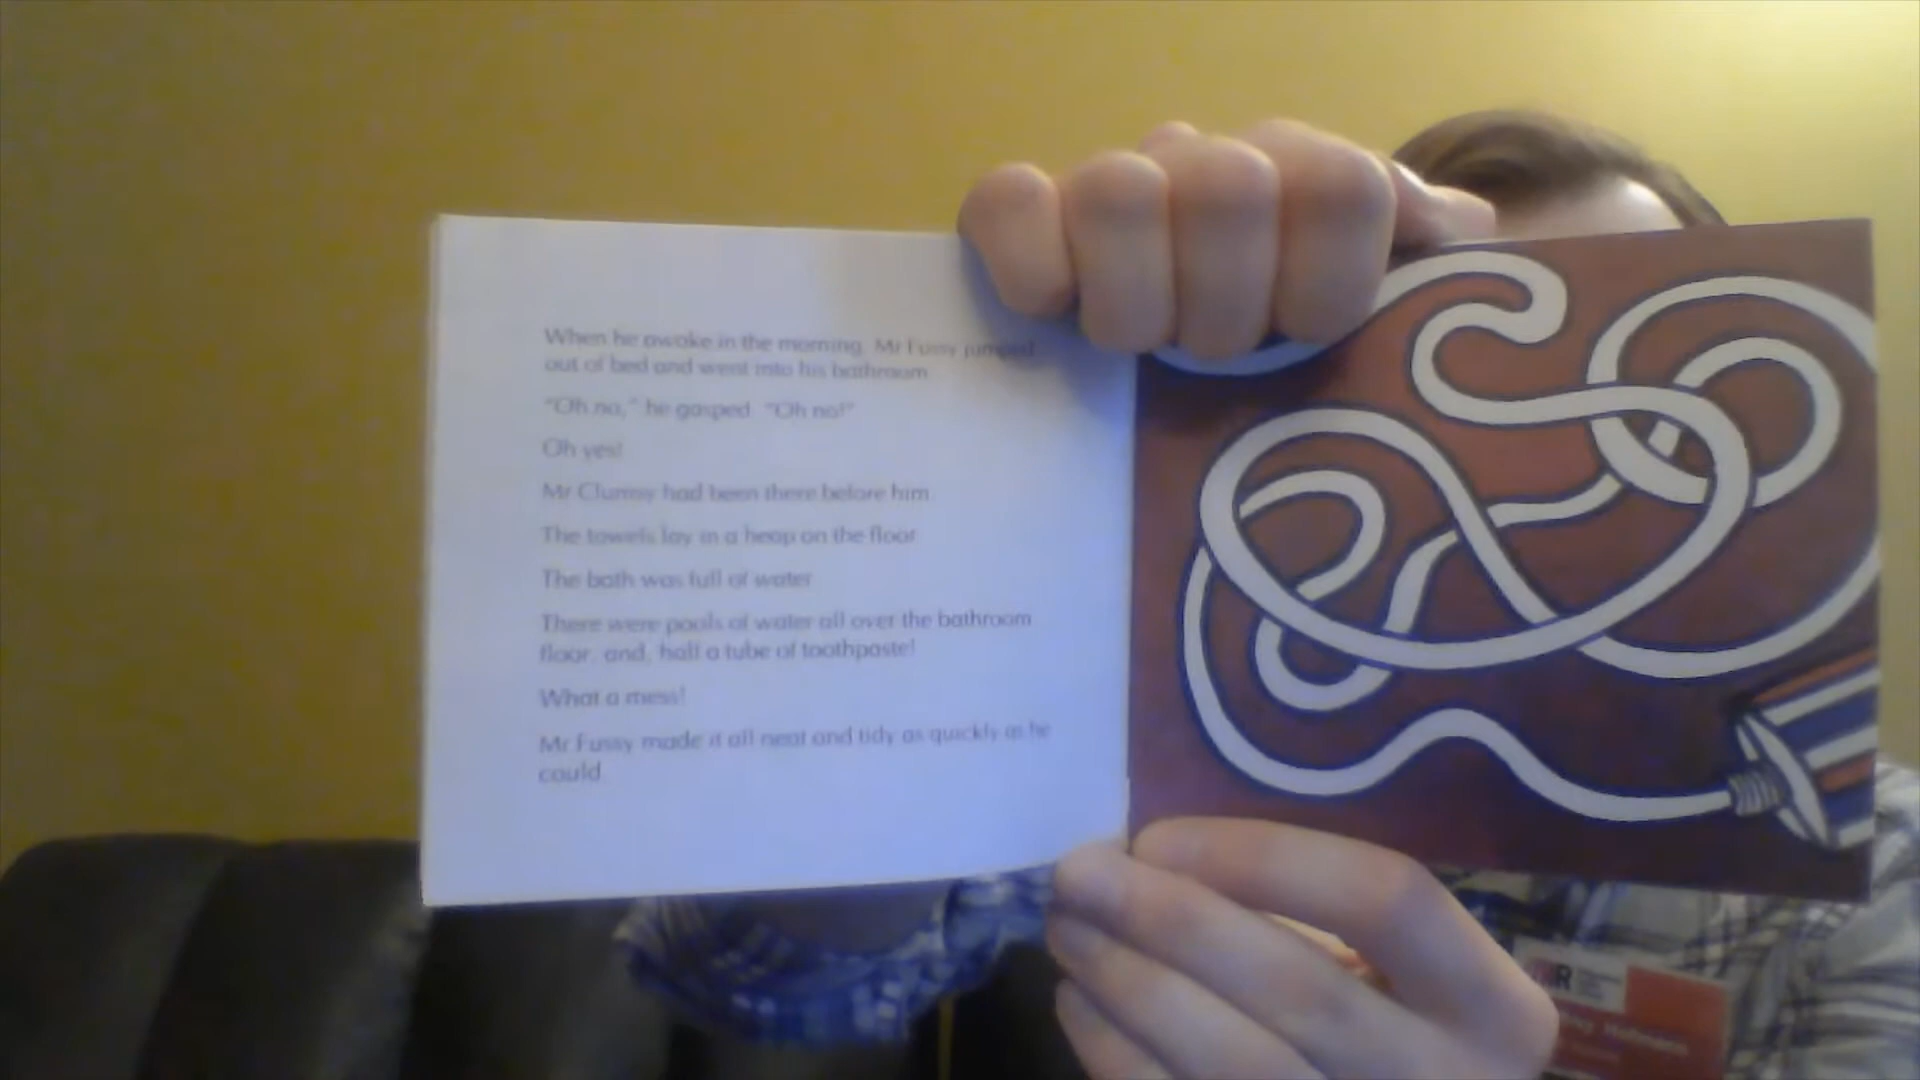 When he awoke in the morning, Mr Fussy jumped
out of bed and went into his bathroom.
"Oh no," he gasped. "Oh no!"
Oh yes!
Mr Clumsy had been there before him.
The towels lay in a heap on the floor.
The bath was full of water.
There were pools of water all over the bathroom
floor, and, half a tube of toothpaste!
What a mess!
Mr Fussy made it all neat and tidy as quickly as he
could.